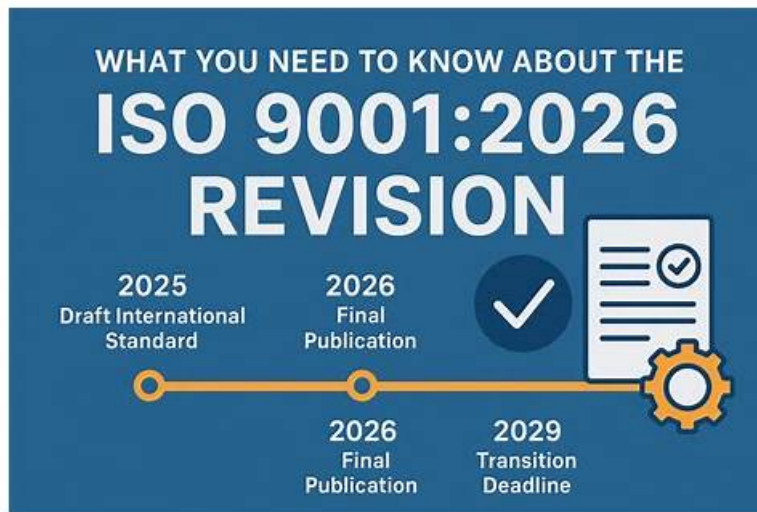 WHAT YOU NEED TO KNOW ABOUT THE
ISO 9001:2026
REVISION
2025
Draft International
Standard
2026
Final
Publication
2026
Final
Publication
2029
Transition
Deadline